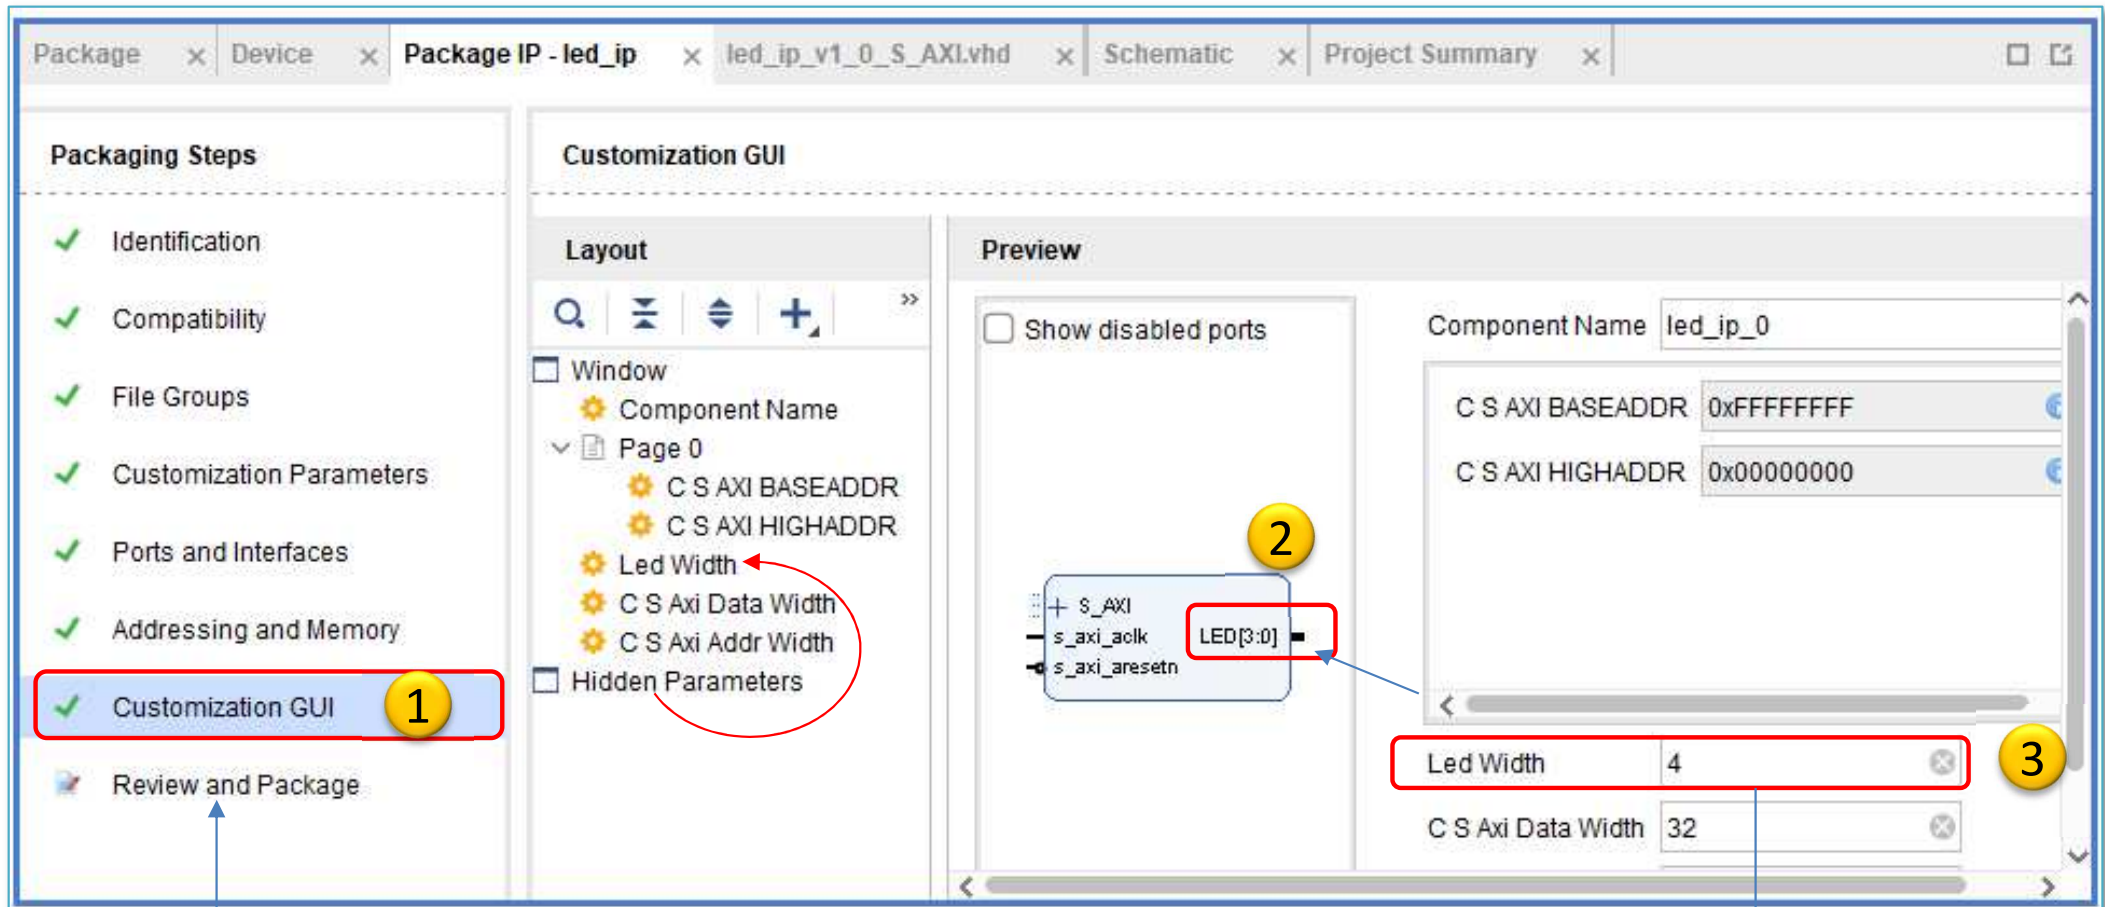 Package
Device
Package IP - led_ip
led_ip_v1_0_S_AXI.vhd
Schematic
Project Summary
Packaging Steps
Identification
Compatibility
File Groups
Customization Parameters
Ports and Interfaces
Addressing and Memory
Customization GUI
1
Review and Package
Customization GUI
Layout
»
Window
Component Name
Page 0
C S AXI BASEADDR
C S AXI HIGHADDR
Led Width
C S Axi Data Width
C S Axi Addr Width
Hidden Parameters
Preview
Show disabled ports
2
S_AXI
s_axi_aclk
s_axi_aresetn
LED[3:0]
Component Name led_ip_0
C S AXI BASEADDR 0xFFFFFFFF
C S AXI HIGHADDR 0x00000000
Led Width 4
3
C S Axi Data Width 32